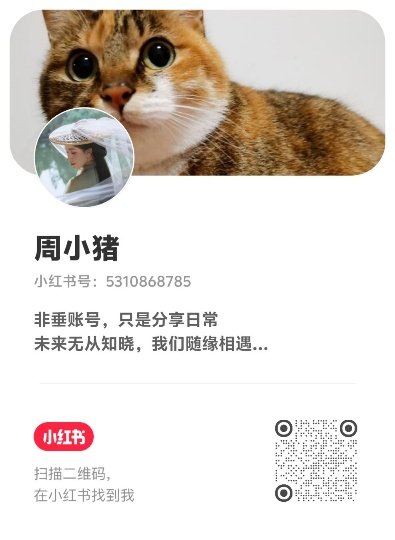 周小猪
小红书号：5310868785
非垂账号，只是分享日常
未来无从知晓，我们随缘相遇...
小红书
扫描二维码，
在小红书找到我